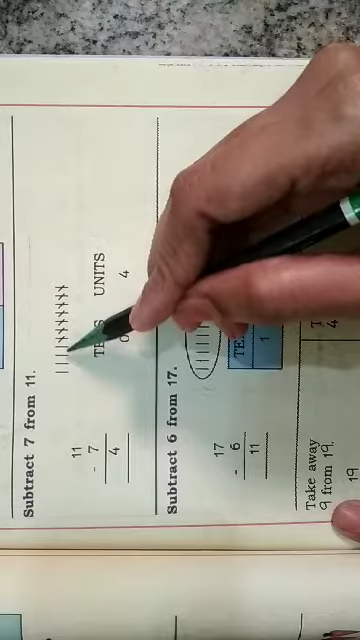 Subtract 7 from 11.
11
- 7
4
UNITS
4
Subtract 6 from 17.
17
- 6
11
1
Take away
9 from 19.
19
4